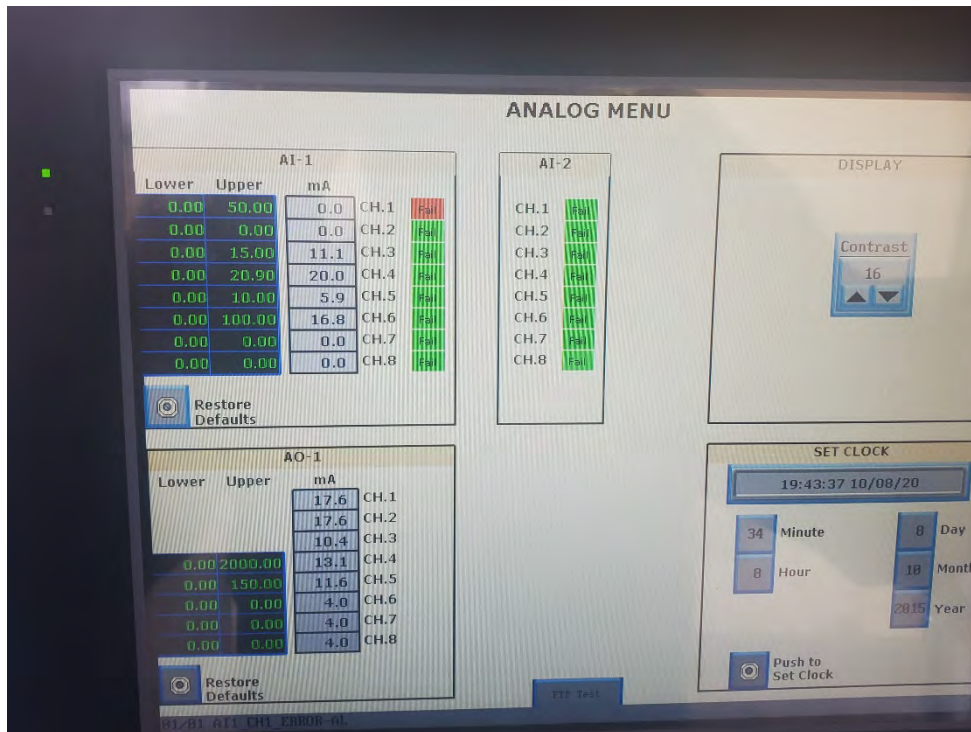 ANALOG MENU
AI-1
Lower Upper mA
0.00 50.00 0.0 CH.1 Fail
0.00 0.00 0.0 CH.2 Fail
0.00 15.00 11.1 CH.3 Fail
0.00 20.90 20.0 CH.4 Fail
0.00 10.00 5.9 CH.5 Fail
0.00 100.00 16.8 CH.6 Fail
0.00 0.00 0.0 CH.7 Fail
0.00 0.00 0.0 CH.8 Fail
Restore
Defaults
AI-2
CH.1 Fail
CH.2 Fail
CH.3 Fail
CH.4 Fail
CH.5 Fail
CH.6 Fail
CH.7 Fail
CH.8 Fail
DISPLAY
Contrast
16
AO-1
Lower Upper mA
17.6 CH.1
17.6 CH.2
10.4 CH.3
0.00 2000.00 13.1 CH.4
0.00 150.00 11.6 CH.5
0.00 0.00 4.0 CH.6
0.00 0.00 4.0 CH.7
0.00 0.00 4.0 CH.8
Restore
Defaults
SET CLOCK
19:43:37 10/08/20
34 Minute
8 Day
8 Hour
10 Month
2015 Year
Push to
Set Clock
Test
01/01 AI1_CH1_ERROR-AL